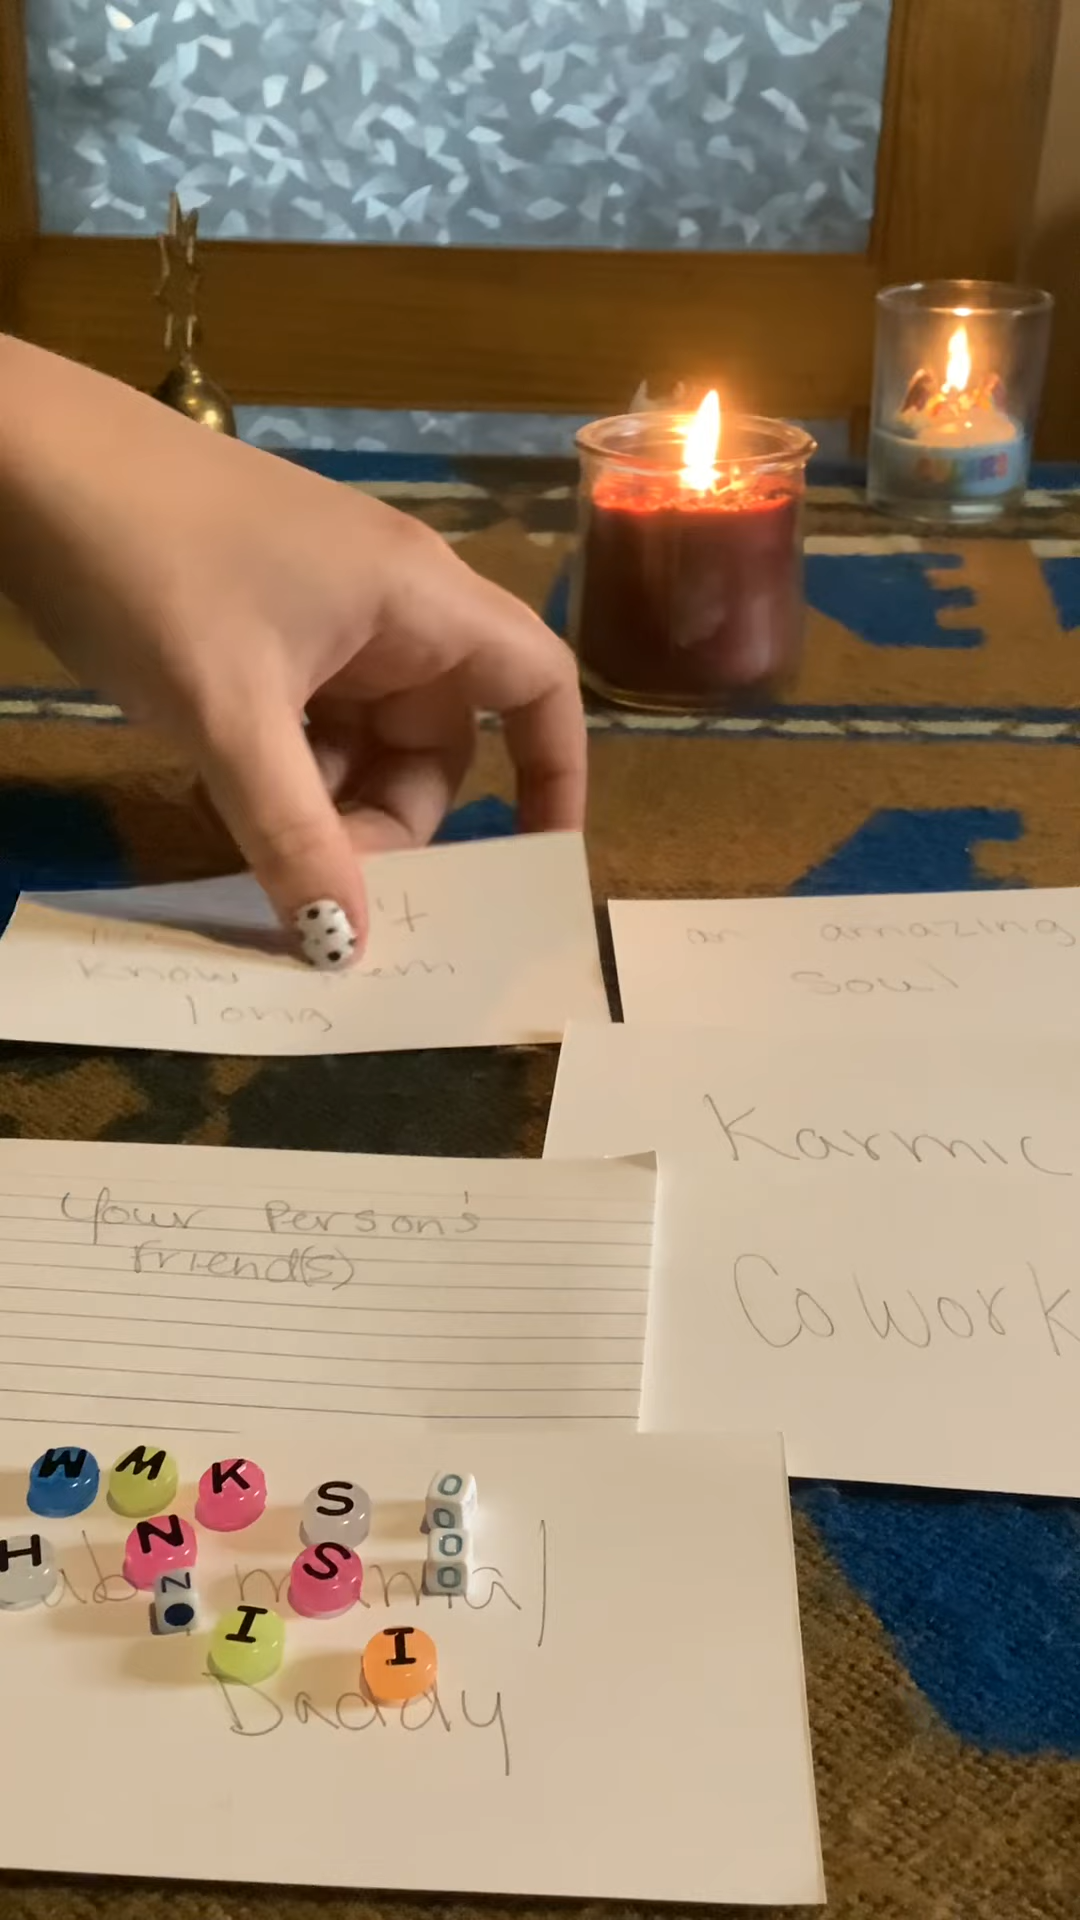 't
know
long
an amazing
soul
Karmic
CoWork
Your Person's
Friend(s)
W M K S O
O
H N S O
N O
I I
Daddy